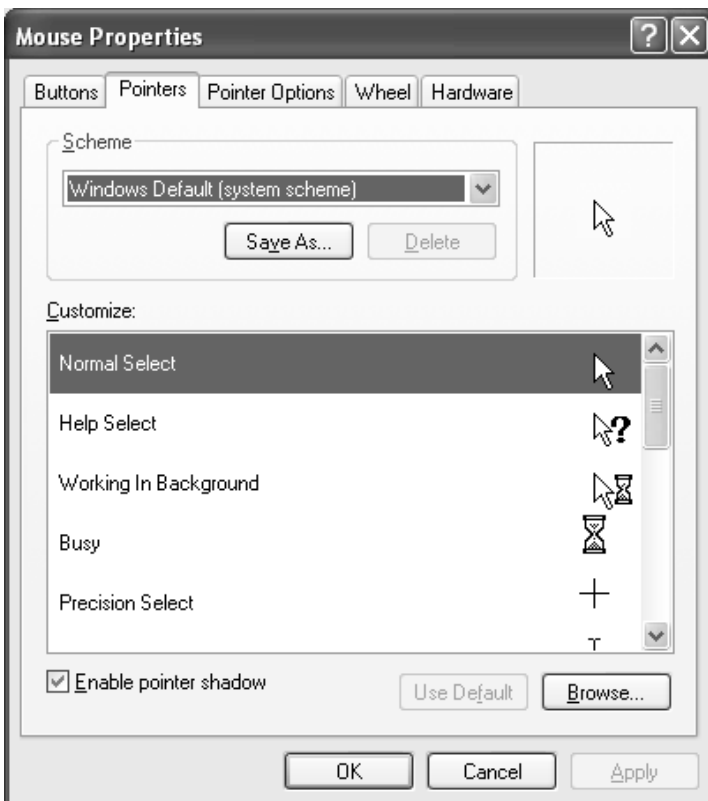 Mouse Properties
Buttons Pointers Pointer Options Wheel Hardware
Scheme
Windows Default (system scheme)
Save As... Delete
Customize:
Normal Select
Help Select
Working In Background
Busy
Precision Select
Enable pointer shadow
Use Default Browse...
OK Cancel Apply